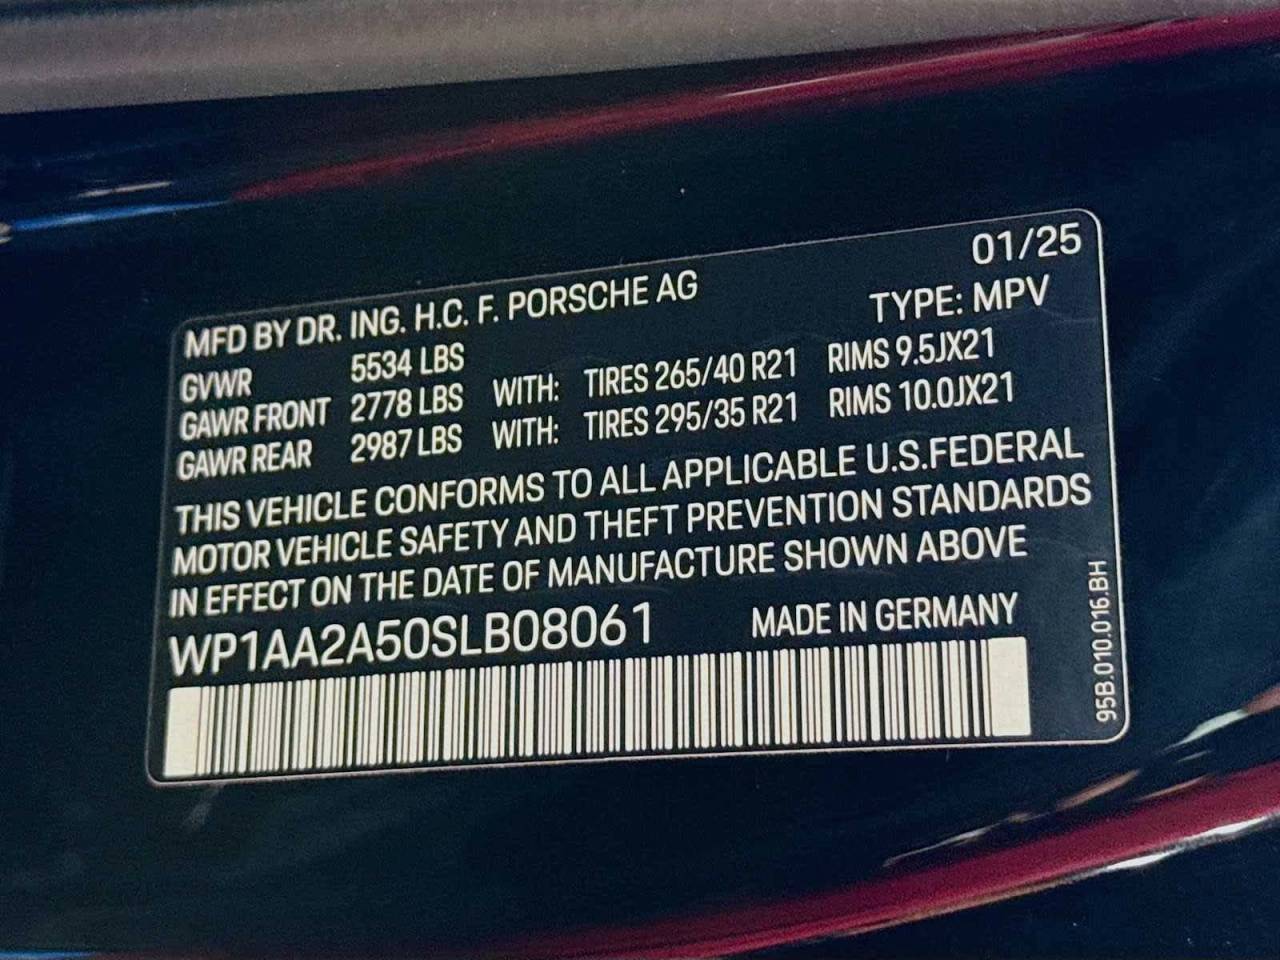 01/25
MFD BY DR. ING. H.C. F. PORSCHE AG TYPE: MPV
GVWR 5534 LBS
GAWR FRONT 2778 LBS WITH: TIRES 265/40 R21 RIMS 9.5JX21
GAWR REAR 2987 LBS WITH: TIRES 295/35 R21 RIMS 10.0JX21
THIS VEHICLE CONFORMS TO ALL APPLICABLE U.S.FEDERAL
MOTOR VEHICLE SAFETY AND THEFT PREVENTION STANDARDS
IN EFFECT ON THE DATE OF MANUFACTURE SHOWN ABOVE
WP1AA2A50SLB08061 MADE IN GERMANY
95B.010.016.BH